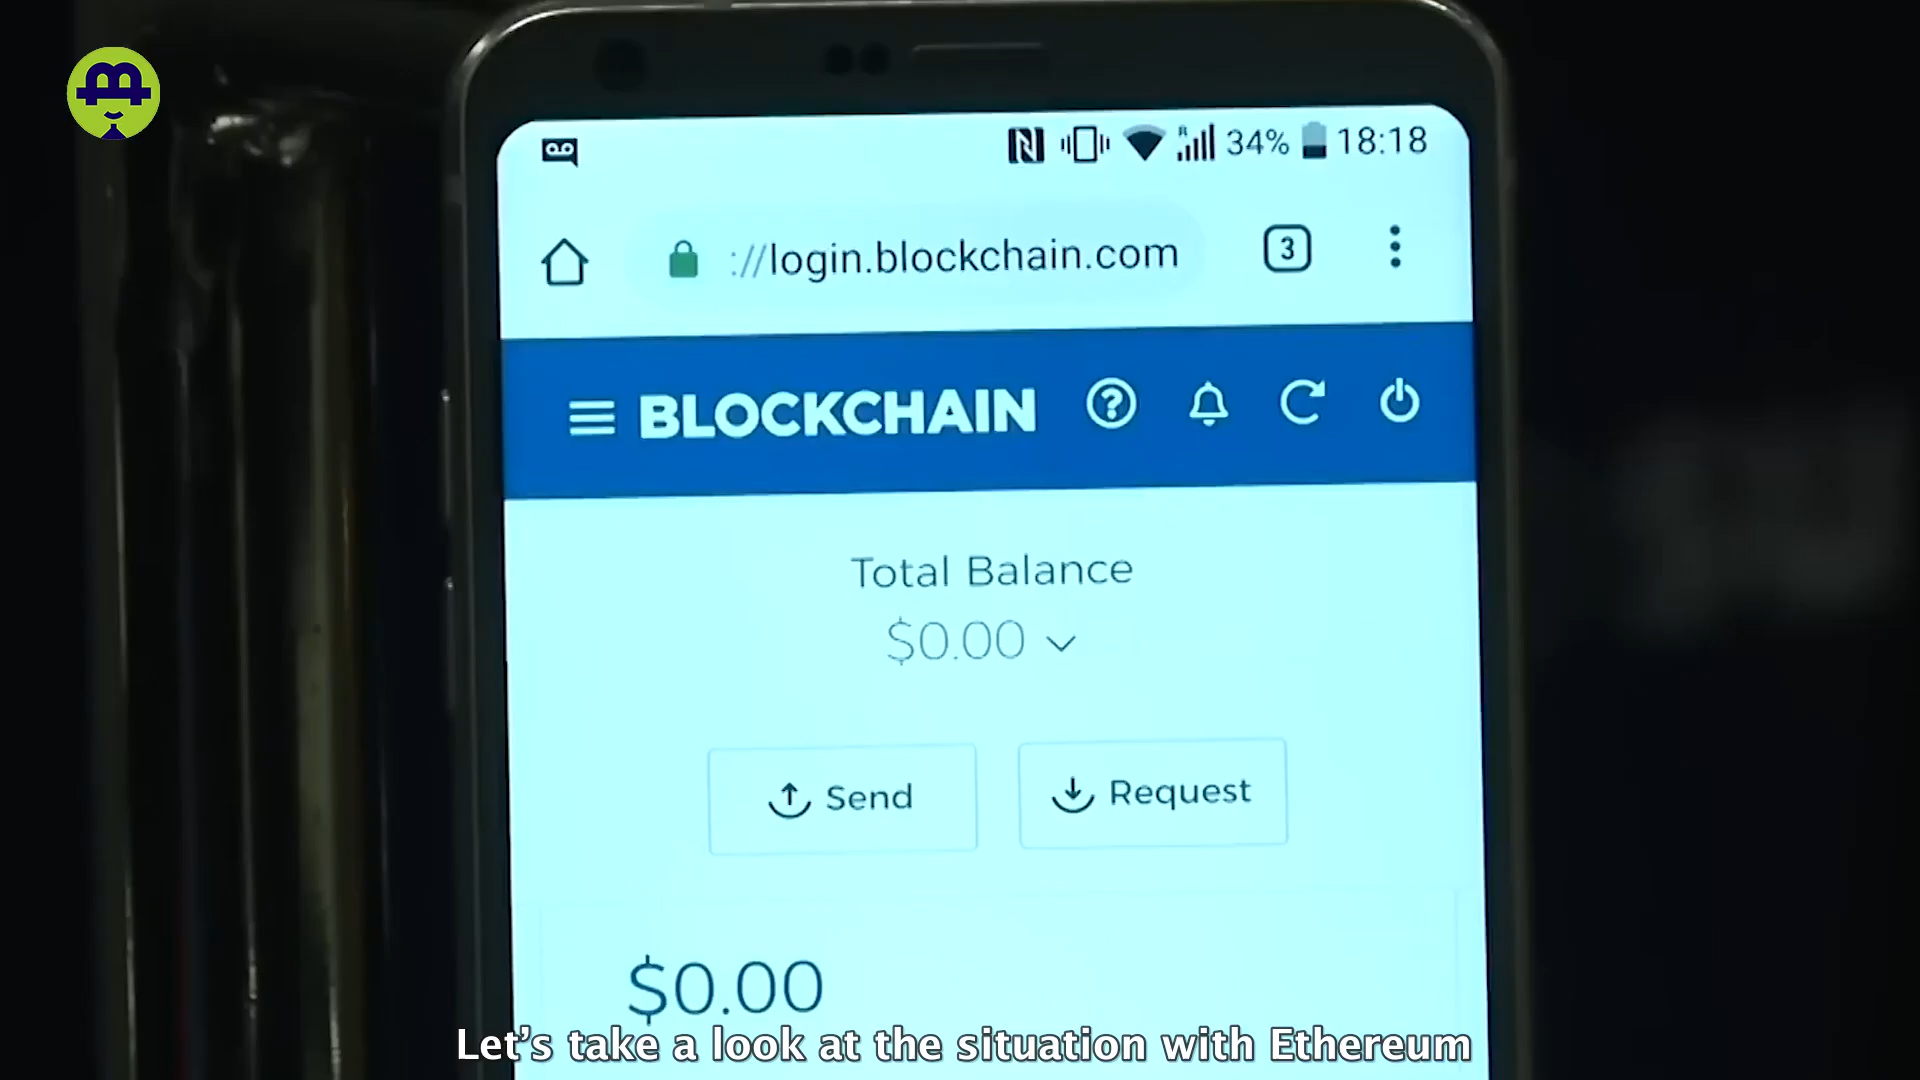 34% 18:18
://login.blockchain.com
3
BLOCKCHAIN
Total Balance
$0.00
Send
Request
$0.00
Let's take a look at the situation with Ethereum